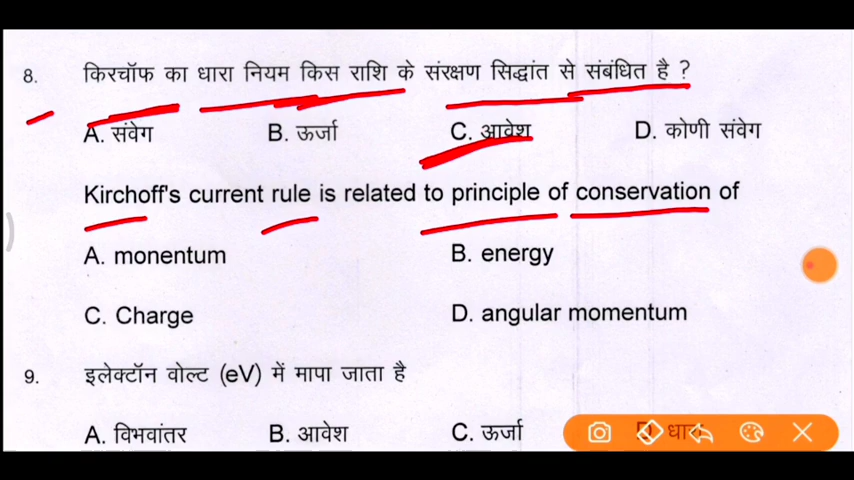 8. किरचॉफ का धारा नियम किस राशि के संरक्षण सिद्धांत से संबंधित है ?
A. संवेग B. ऊर्जा C. आवेश D. कोणी संवेग
Kirchoff's current rule is related to principle of conservation of
A. monentum B. energy
C. Charge D. angular momentum
9. इलेक्टॉन वोल्ट (eV) में मापा जाता है
A. विभवांतर B. आवेश C. ऊर्जा D. धारा